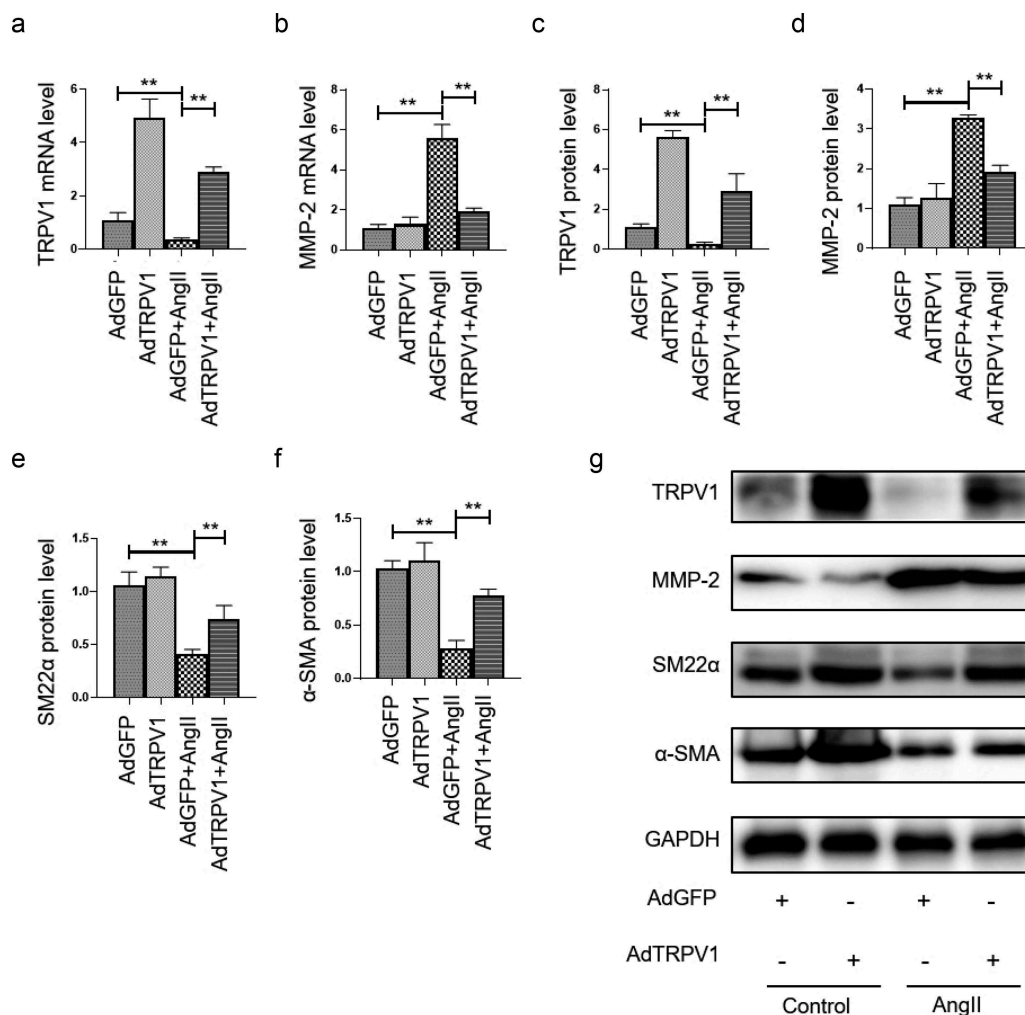 a
b
c
d
TRPV1 mRNA level
6
4
2
0
**
**
AdGFP
AdTRPV1
AdGFP+AngII
AdTRPV1+AngII
MMP-2 mRNA level
8
6
4
2
0
**
**
AdGFP
AdTRPV1
AdGFP+AngII
AdTRPV1+AngII
TRPV1 protein level
8
6
4
2
0
**
**
AdGFP
AdTRPV1
AdGFP+AngII
AdTRPV1+AngII
MMP-2 protein level
4
3
2
1
0
**
**
AdGFP
AdTRPV1
AdGFP+AngII
AdTRPV1+AngII
e
f
g
SM22α protein level
1.5
1.0
0.5
0.0
**
**
AdGFP
AdTRPV1
AdGFP+AngII
AdTRPV1+AngII
α-SMA protein level
1.5
1.0
0.5
0.0
**
**
AdGFP
AdTRPV1
AdGFP+AngII
AdTRPV1+AngII
TRPV1
MMP-2
SM22α
α-SMA
GAPDH
AdGFP + - + -
AdTRPV1 - + - +
Control AngII